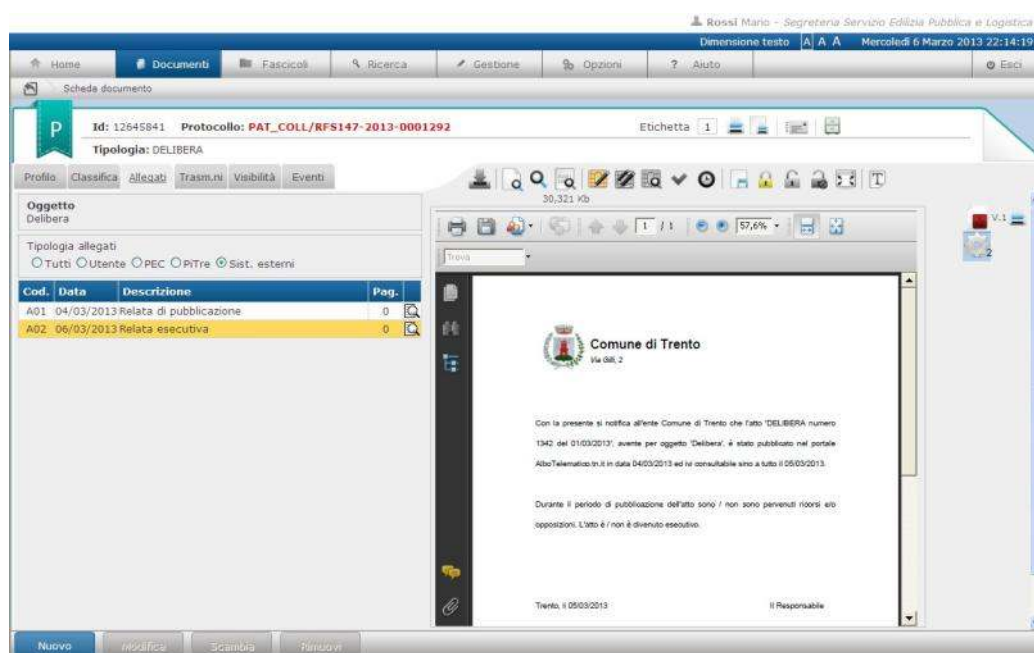 Rossi Mario - Segreteria Servizio Edilizia Pubblica e Logistica
Dimensione testo A A A Mercoledì 6 Marzo 2013 22:14:19
Home Documenti Fascicoli Ricerca Gestione Opzioni ? Aiuto Esci
Scheda documento
P
Id: 12645841 Protocollo: PAT_COLL/RFS147-2013-0001292 Etichetta 1
Tipologia: DELIBERA
Profilo Classifica Allegati Trasm.ni Visibilità Eventi
30,321 Kb
Oggetto
Delibera
1 / 1 57,6%
V.1
2
Tipologia allegati
Tutti Utente PEC PiTre Sist. esterni
Trova
Cod. Data Descrizione Pag.
A01 04/03/2013 Relata di pubblicazione 0
A02 06/03/2013 Relata esecutiva 0
Comune di Trento
Via Gilli, 2
Con la presente si notifica all'ente Comune di Trento che l'atto 'DELIBERA numero
1342 del 01/03/2013', avente per oggetto 'Delibera', è stato pubblicato nel portale
AlboTelematico.tn.it in data 04/03/2013 ed ivi consultabile sino a tutto il 05/03/2013.
Durante il periodo di pubblicazione dell'atto sono / non sono pervenuti ricorsi e/o
opposizioni. L'atto è / non è divenuto esecutivo.
Trento, li 05/03/2013 Il Responsabile
Nuovo Modifica Scambia Rimuovi